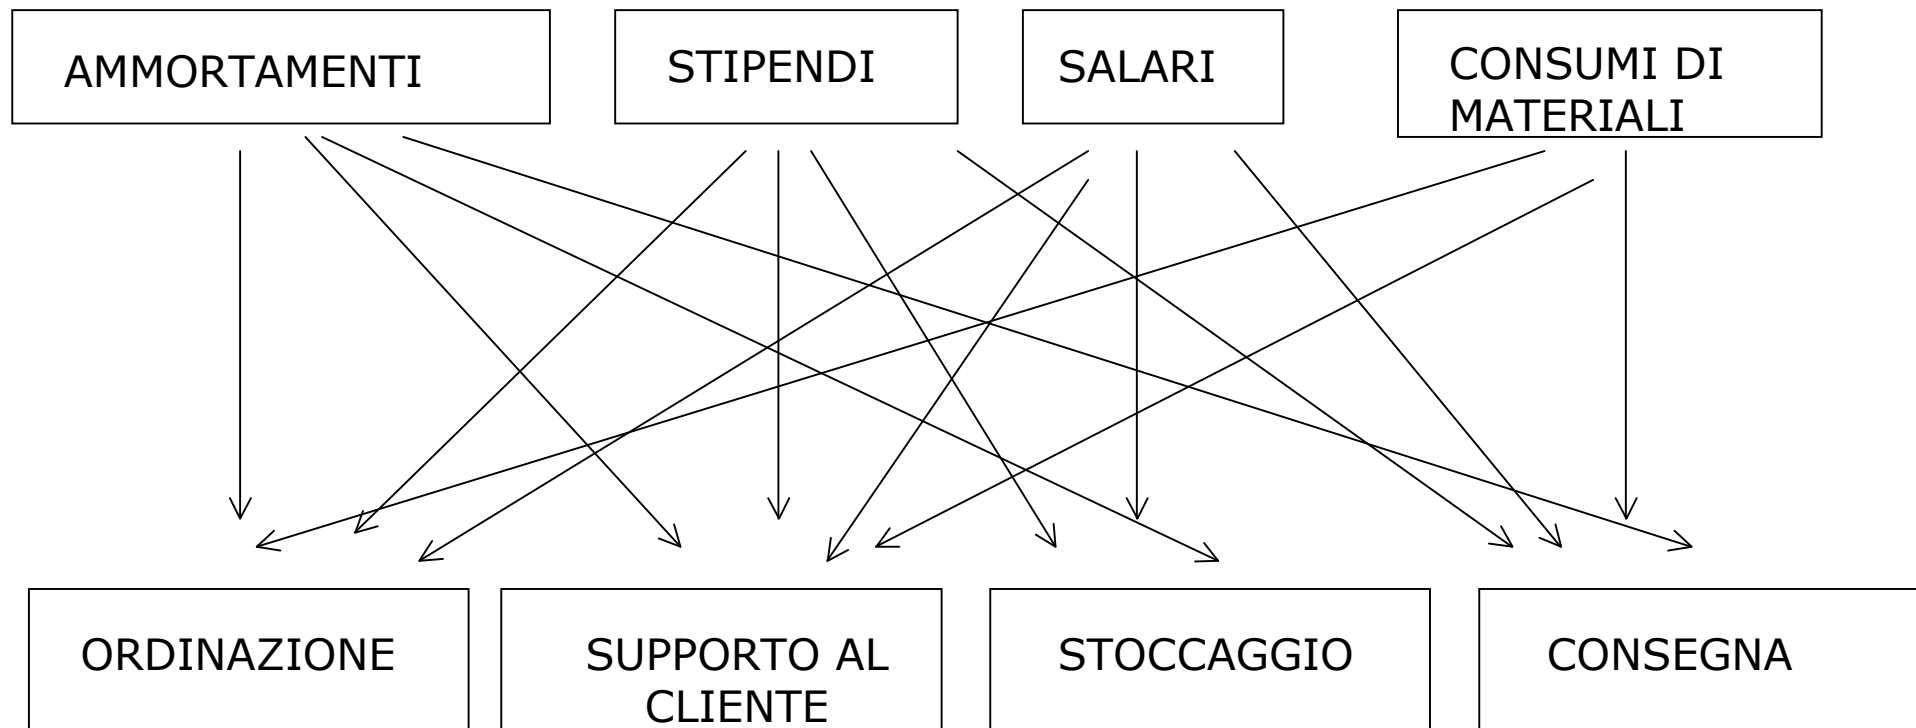 AMMORTAMENTI
STIPENDI
SALARI
CONSUMI DI
MATERIALI
ORDINAZIONE
SUPPORTO AL
CLIENTE
STOCCAGGIO
CONSEGNA